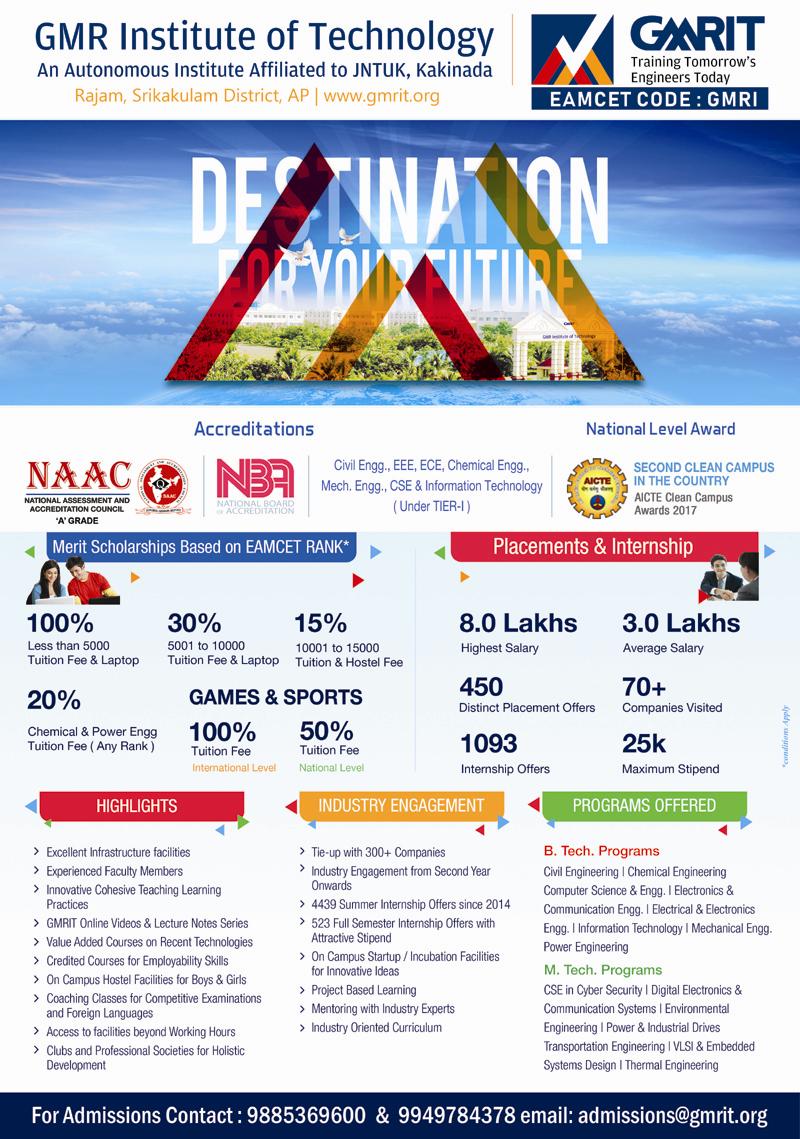 GMR Institute of Technology
An Autonomous Institute Affiliated to JNTUK, Kakinada
Rajam, Srikakulam District, AP | www.gmrit.org
GMRIT
Training Tomorrow's
Engineers Today
EAMCET CODE : GMRI
DESTINATION
FOR YOUR FUTURE
GMR Institute of Technology
Accreditations
NAAC
NATIONAL ASSESSMENT AND
ACCREDITATION COUNCIL
'A' GRADE
NAAC
NBA
NATIONAL BOARD
of ACCREDITATION
Civil Engg., EEE, ECE, Chemical Engg.,
Mech. Engg., CSE & Information Technology
( Under TIER-I )
National Level Award
AICTE
SECOND CLEAN CAMPUS
IN THE COUNTRY
AICTE Clean Campus
Awards 2017
Merit Scholarships Based on EAMCET RANK*
100%
Less than 5000
Tuition Fee & Laptop
30%
5001 to 10000
Tuition Fee & Laptop
15%
10001 to 15000
Tuition & Hostel Fee
20%
Chemical & Power Engg
Tuition Fee ( Any Rank )
GAMES & SPORTS
100%
Tuition Fee
International Level
50%
Tuition Fee
National Level
Placements & Internship
8.0 Lakhs
Highest Salary
3.0 Lakhs
Average Salary
450
Distinct Placement Offers
70+
Companies Visited
1093
Internship Offers
25k
Maximum Stipend
*conditions Apply
HIGHLIGHTS
Excellent Infrastructure facilities
Experienced Faculty Members
Innovative Cohesive Teaching Learning
Practices
GMRIT Online Videos & Lecture Notes Series
Value Added Courses on Recent Technologies
Credited Courses for Employability Skills
On Campus Hostel Facilities for Boys & Girls
Coaching Classes for Competitive Examinations
and Foreign Languages
Access to facilities beyond Working Hours
Clubs and Professional Societies for Holistic
Development
INDUSTRY ENGAGEMENT
Tie-up with 300+ Companies
Industry Engagement from Second Year
Onwards
4439 Summer Internship Offers since 2014
523 Full Semester Internship Offers with
Attractive Stipend
On Campus Startup / Incubation Facilities
for Innovative Ideas
Project Based Learning
Mentoring with Industry Experts
Industry Oriented Curriculum
PROGRAMS OFFERED
B. Tech. Programs
Civil Engineering | Chemical Engineering
Computer Science & Engg. | Electronics &
Communication Engg. | Electrical & Electronics
Engg. | Information Technology | Mechanical Engg.
Power Engineering
M. Tech. Programs
CSE in Cyber Security | Digital Electronics &
Communication Systems | Environmental
Engineering | Power & Industrial Drives
Transportation Engineering | VLSI & Embedded
Systems Design | Thermal Engineering
For Admissions Contact : 9885369600 & 9949784378 email: admissions@gmrit.org